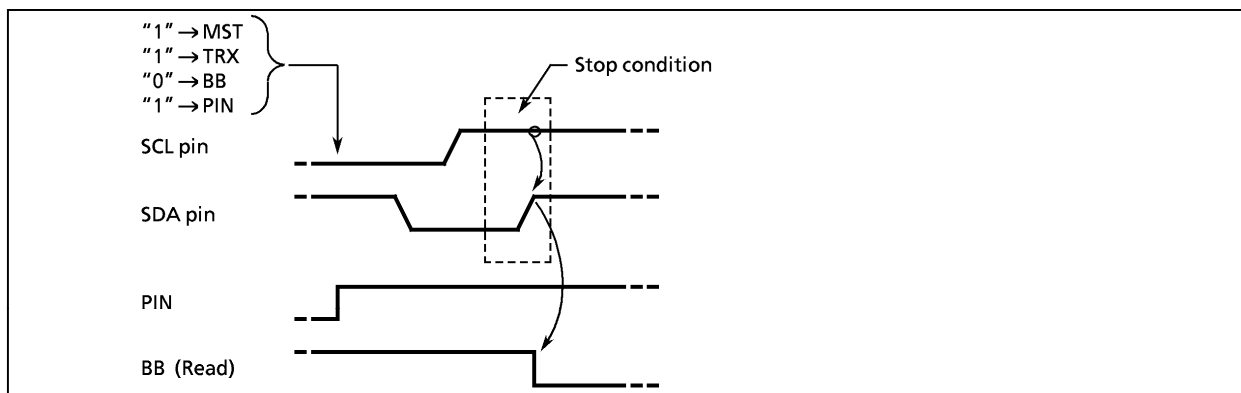 “1” → MST
“1” → TRX
“0” → BB
“1” → PIN
Stop condition
SCL pin
SDA pin
PIN
BB (Read)